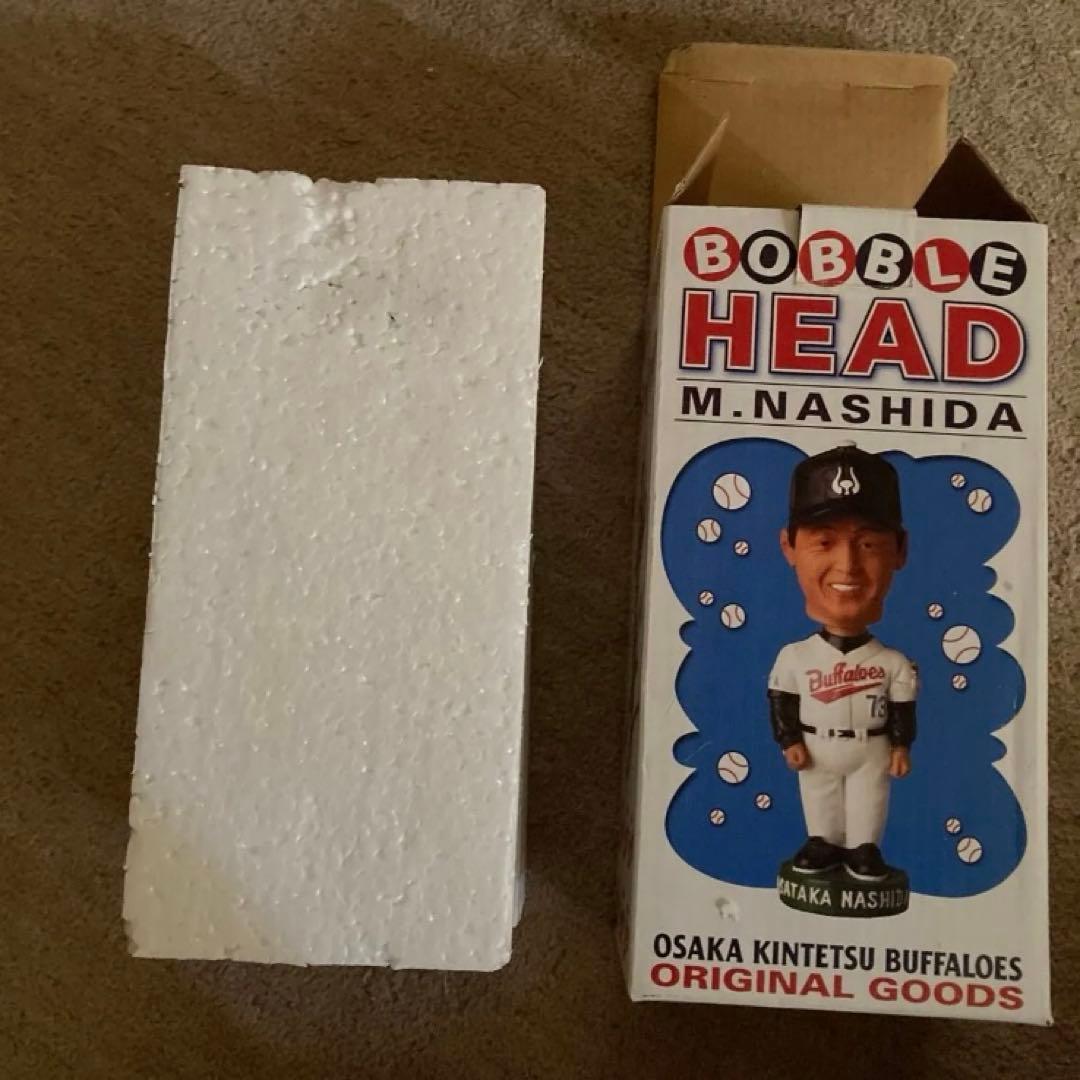 BOBBLE
HEAD
M.NASHIDA
Buffaloes
73
ATAKA NASHID
OSAKA KINTETSU BUFFALOES
ORIGINAL GOODS